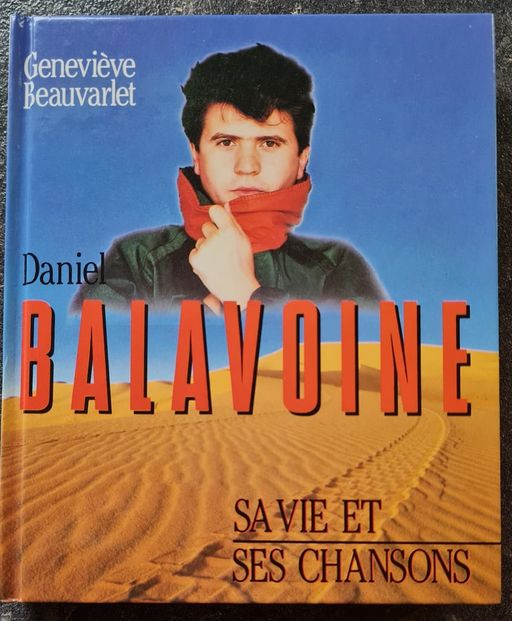 Geneviève
Beauvarlet
Daniel
BALAVOINE
SA VIE ET
SES CHANSONS